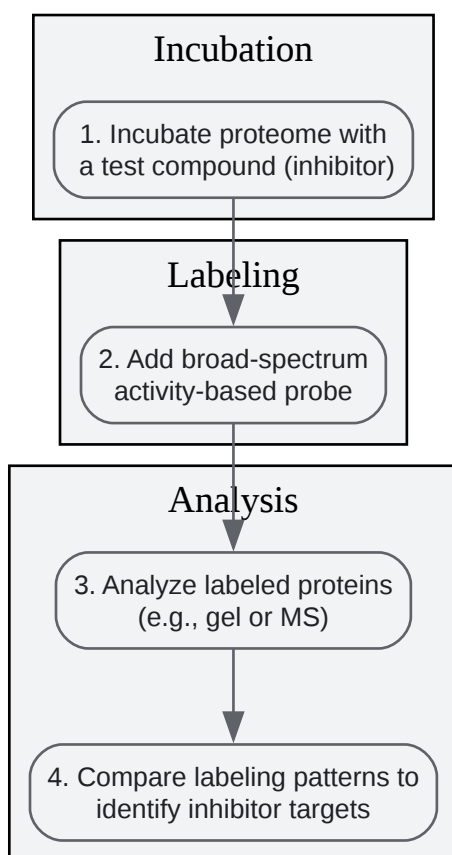 Incubation
1. Incubate proteome with
a test compound (inhibitor)
Labeling
2. Add broad-spectrum
activity-based probe
Analysis
3. Analyze labeled proteins
(e.g., gel or MS)
4. Compare labeling patterns to
identify inhibitor targets